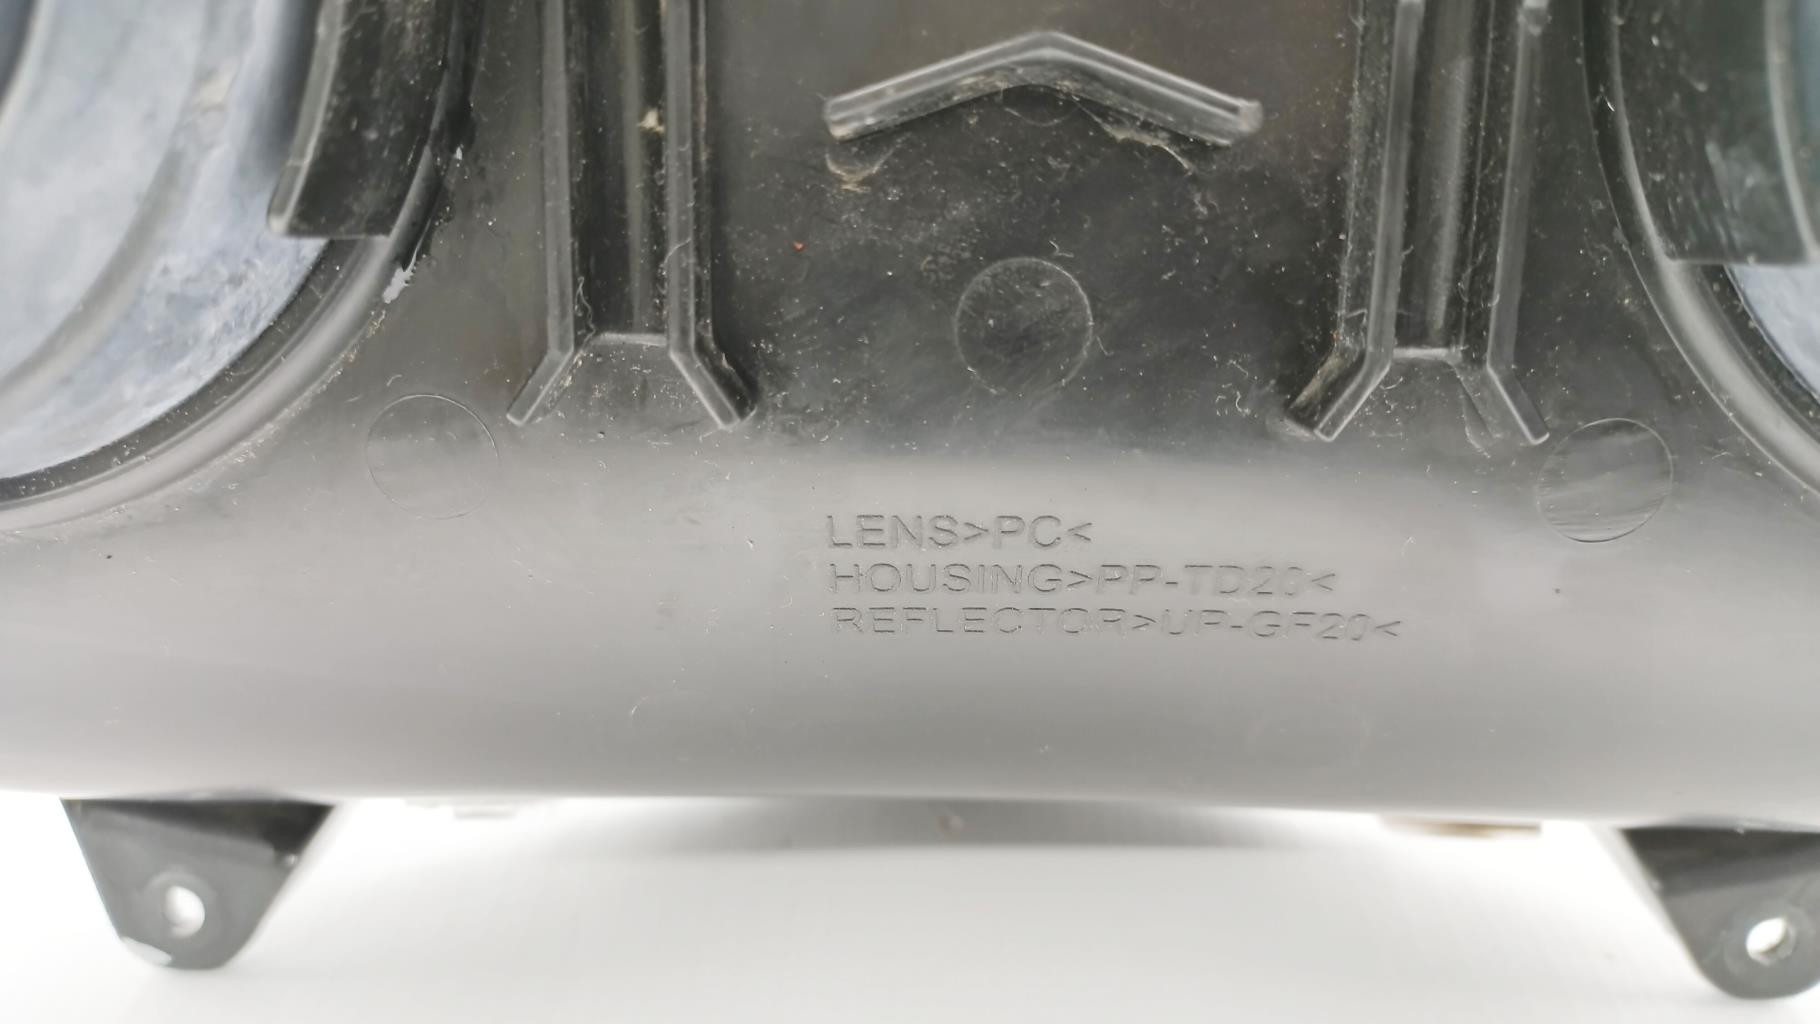 LENS>PC<
HOUSING>PP-TD20<
REFLECTOR>UP-GF20<